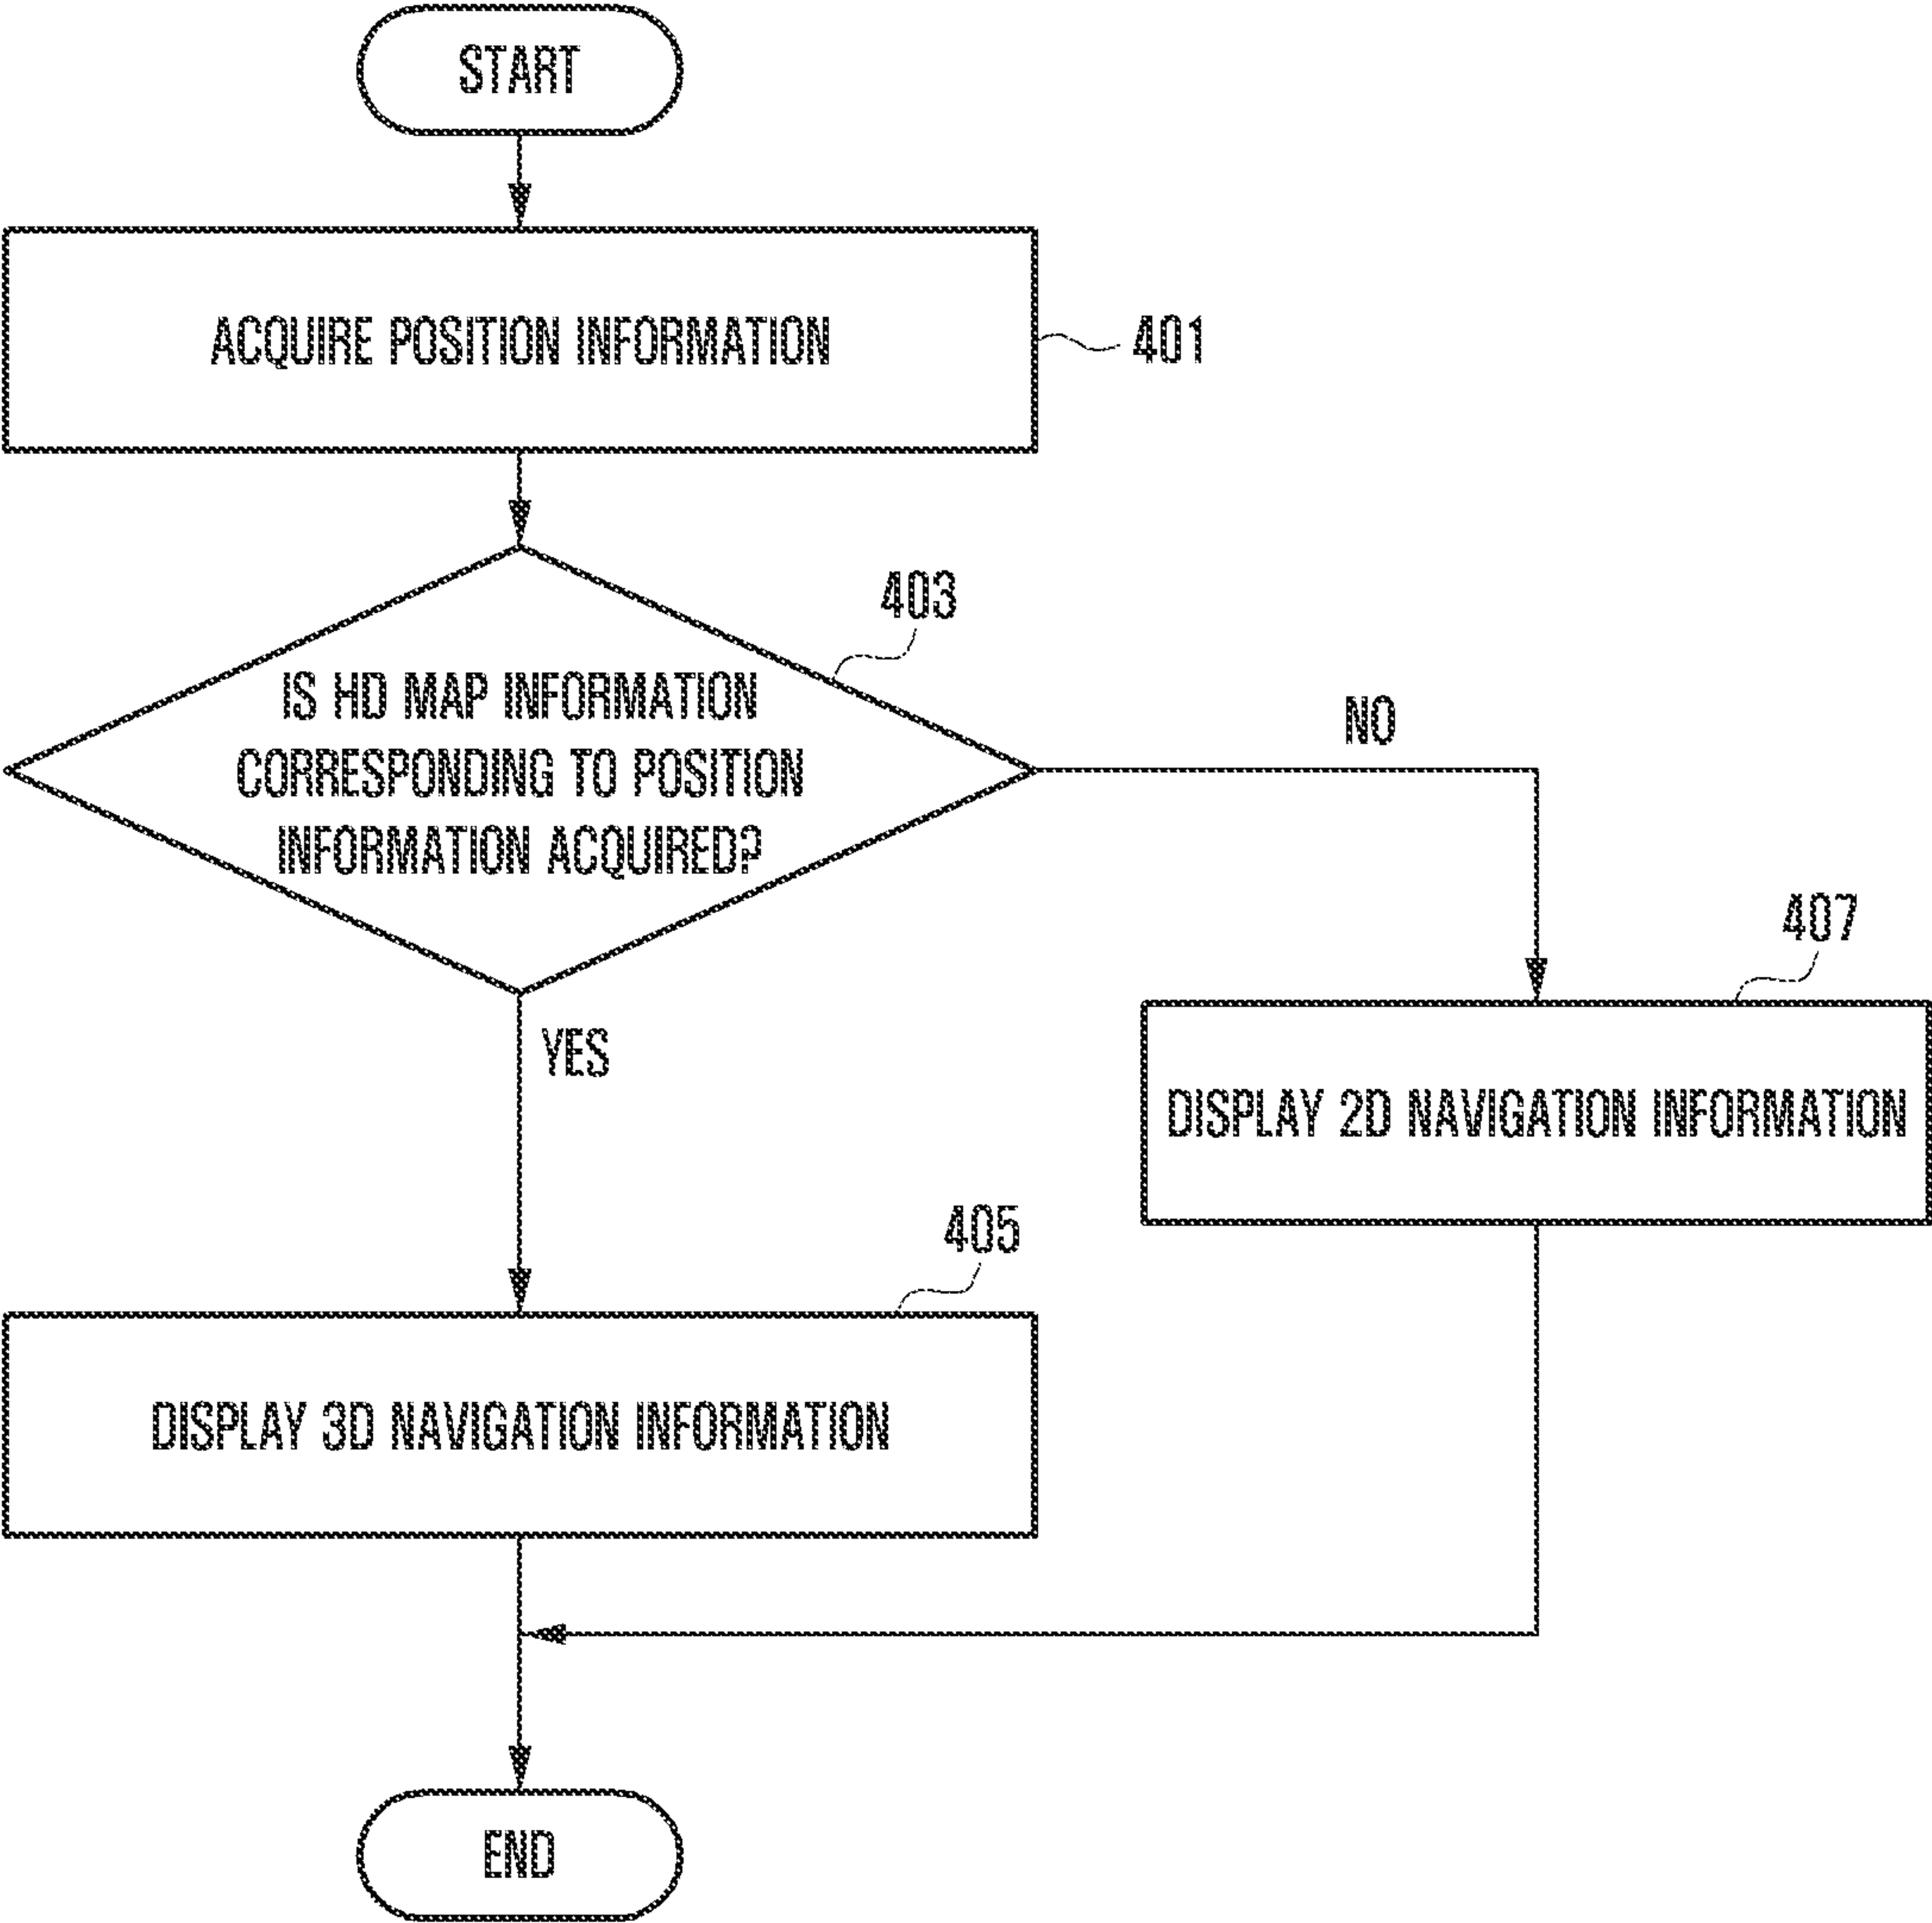 START
ACQUIRE POSITION INFORMATION
401
403
IS HD MAP INFORMATION
CORRESPONDING TO POSITION
INFORMATION ACQUIRED?
NO
YES
407
DISPLAY 2D NAVIGATION INFORMATION
405
DISPLAY 3D NAVIGATION INFORMATION
END